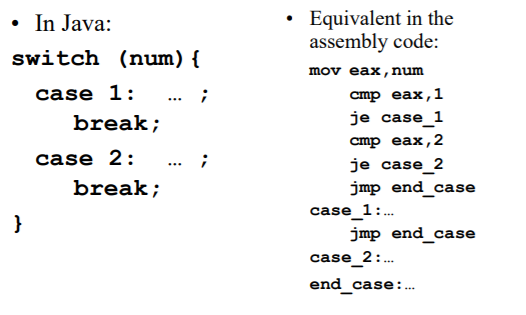 • In Java:
switch (num){
case 1: … ;
break;
case 2: … ;
break;
}
• Equivalent in the
assembly code:
mov eax,num
cmp eax,1
je case_1
cmp eax,2
je case_2
jmp end_case
case_1:…
jmp end_case
case_2:…
end_case:…